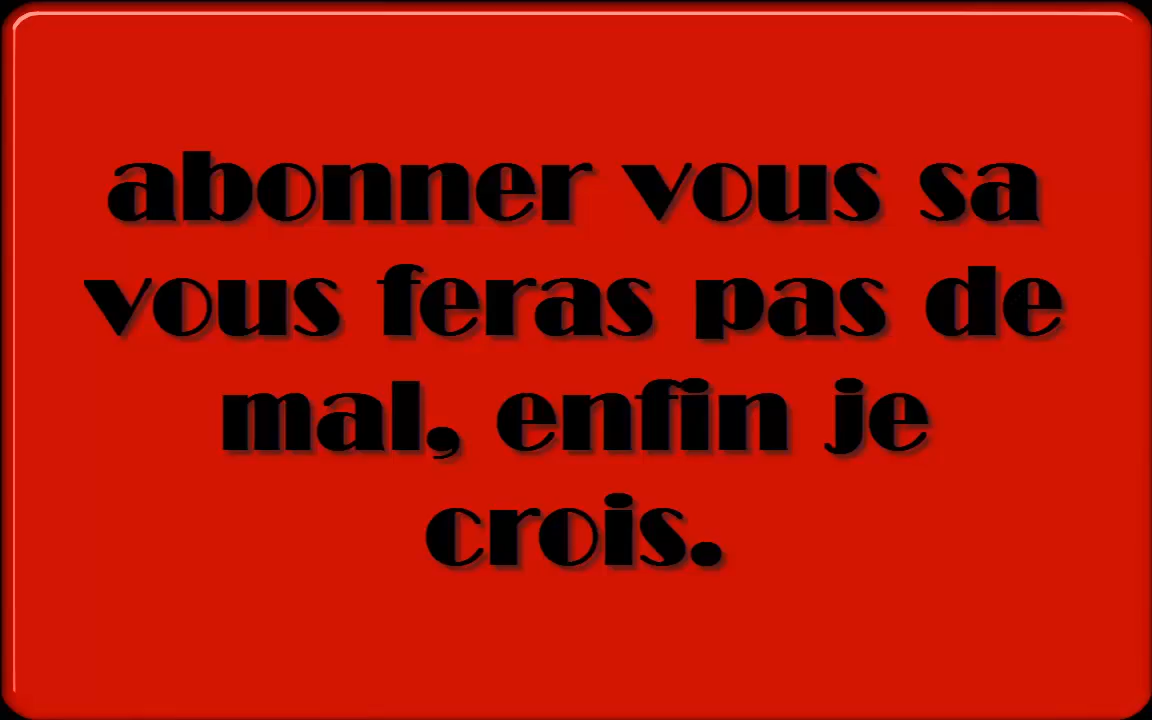 abonner vous sa
vous feras pas de
mal, enfin je
crois.